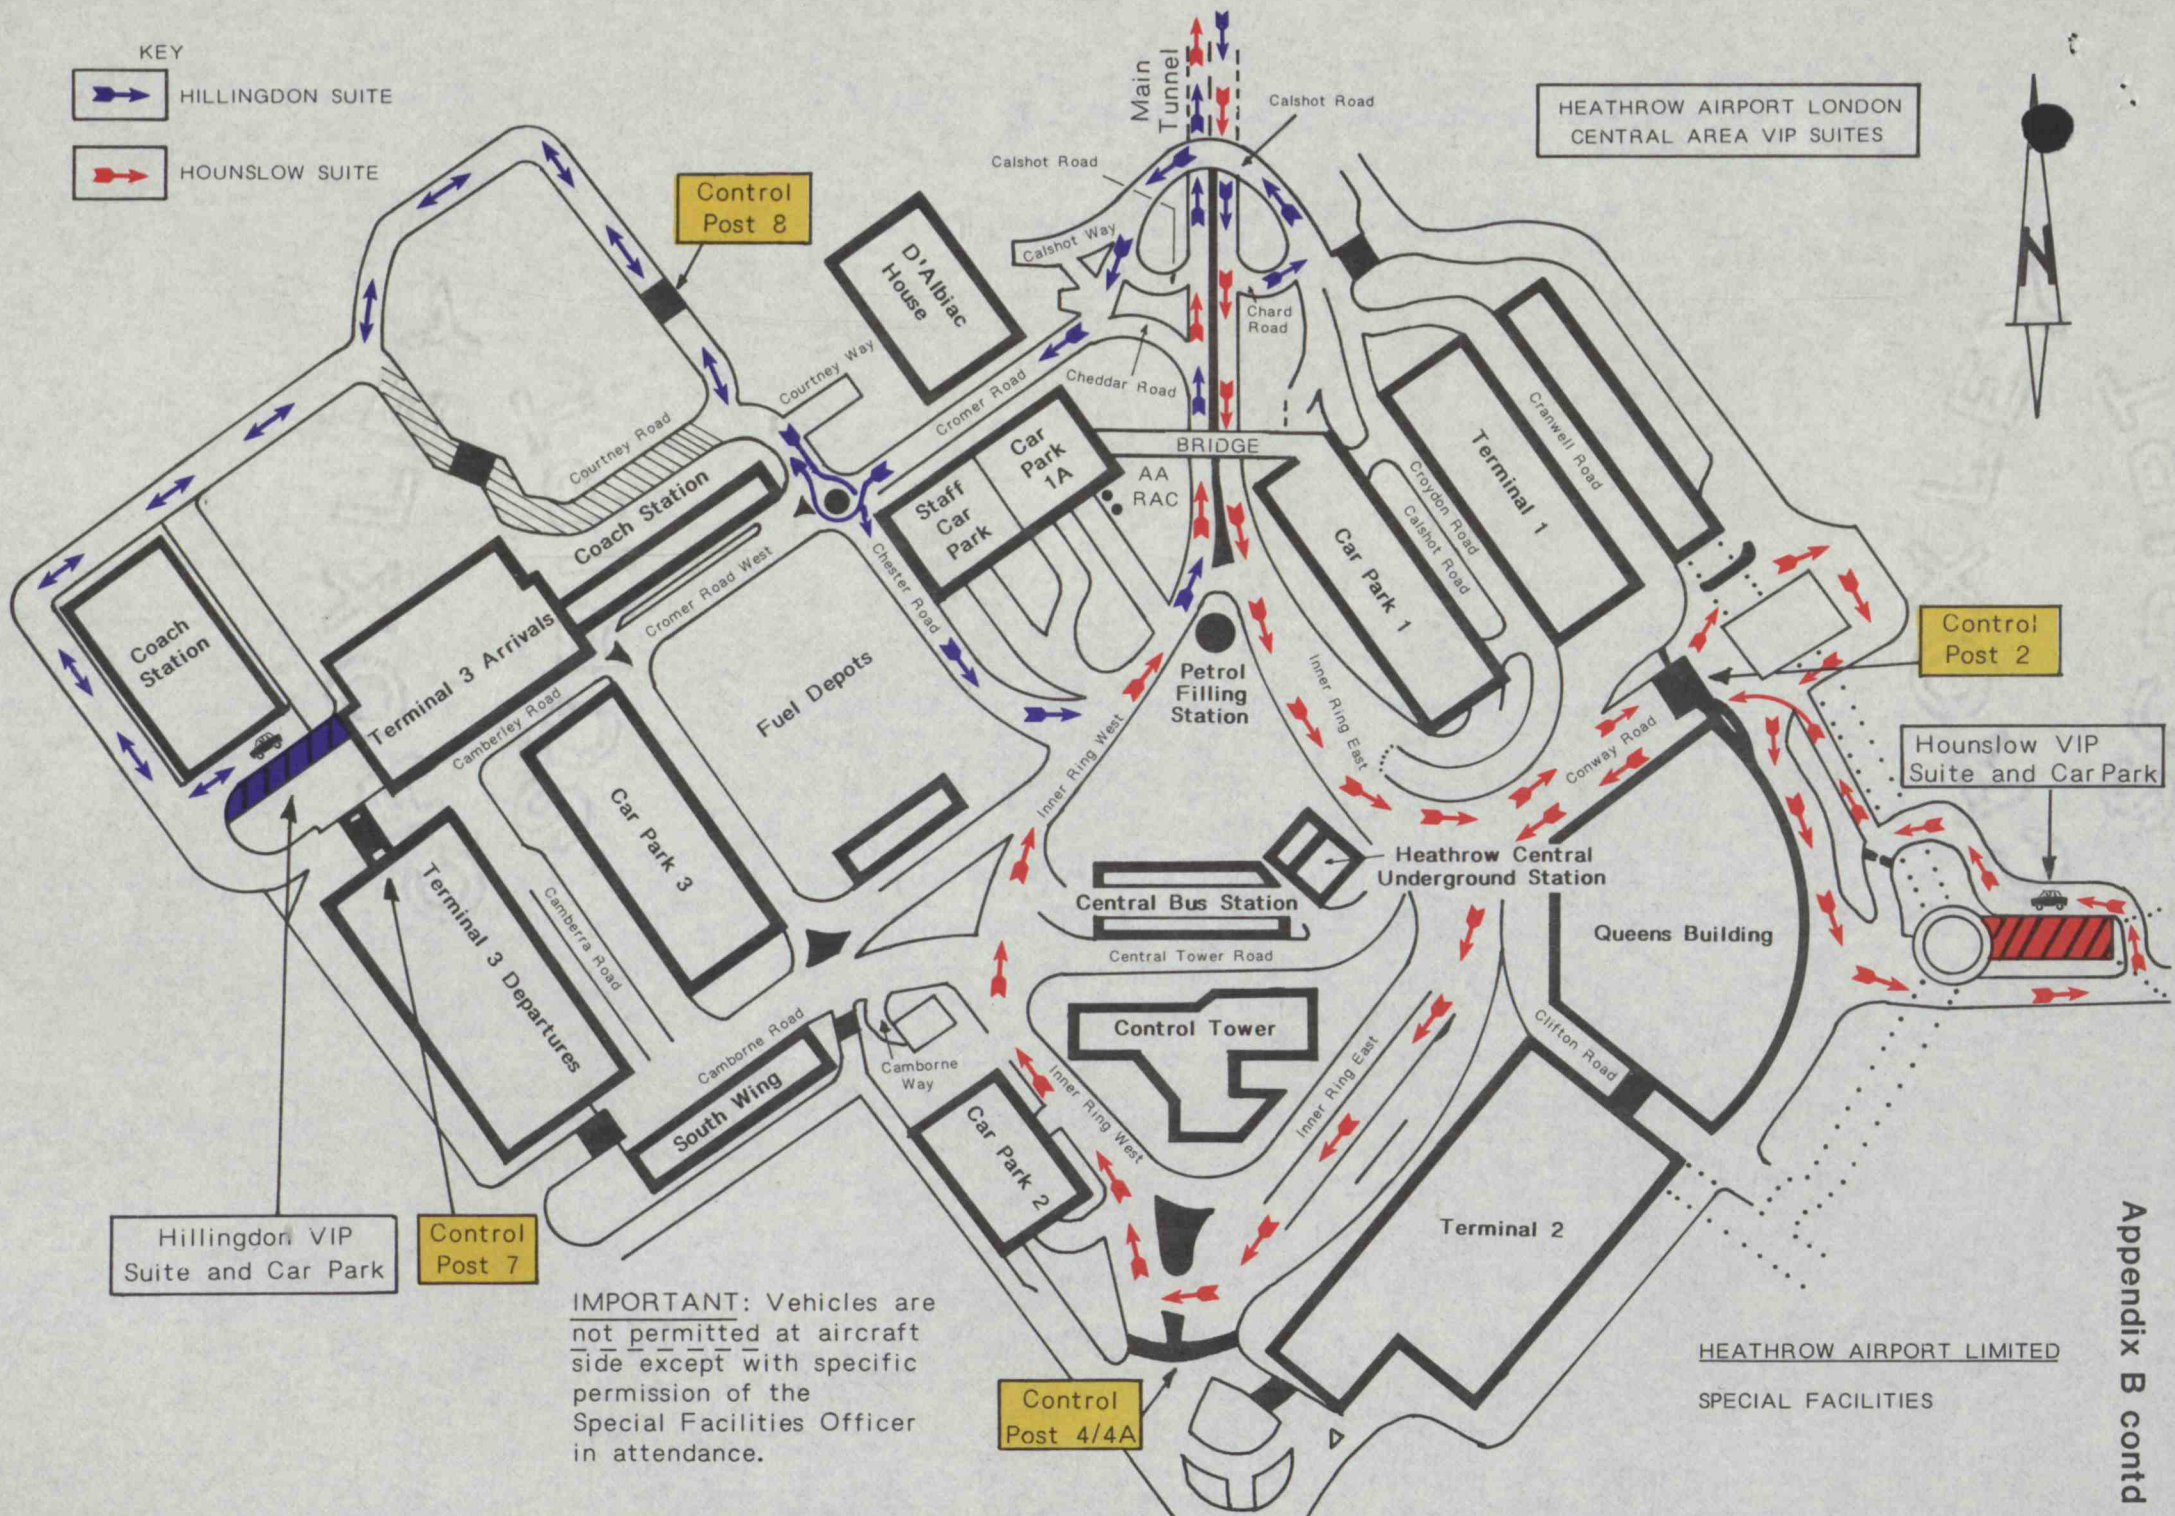 KEY
HILLINGDON SUITE
HOUNSLOW SUITE
Control
Post 8
Main
Tunnel
Calshot Road
Calshot Road
HEATHROW AIRPORT LONDON
CENTRAL AREA VIP SUITES
N
Calshot Way
D'Albiac
House
Chard
Road
Courtney Way
Cromer Road
Cheddar Road
Courtney Road
Car
Park
1A
BRIDGE
AA
RAC
Staff
Car
Park
Terminal 1
Cranwell Road
Croydon Road
Calshot Road
Car Park 1
Coach Station
Cromer Road West
Chester Road
Coach
Station
Terminal 3 Arrivals
Camberley Road
Fuel Depots
Petrol
Filling
Station
Inner Ring West
Inner Ring East
Conway Road
Control
Post 2
Hounslow VIP
Suite and Car Park
Car Park 3
Heathrow Central
Underground Station
Central Bus Station
Central Tower Road
Queens Building
Terminal 3 Departures
Camberra Road
Camborne Road
Camborne
Way
South Wing
Control Tower
Inner Ring West
Inner Ring East
Clifton Road
Car Park 2
Terminal 2
Hillingdon VIP
Suite and Car Park
Control
Post 7
IMPORTANT: Vehicles are
not permitted at aircraft
side except with specific
permission of the
Special Facilities Officer
in attendance.
Control
Post 4/4A
HEATHROW AIRPORT LIMITED
SPECIAL FACILITIES
Appendix B contd